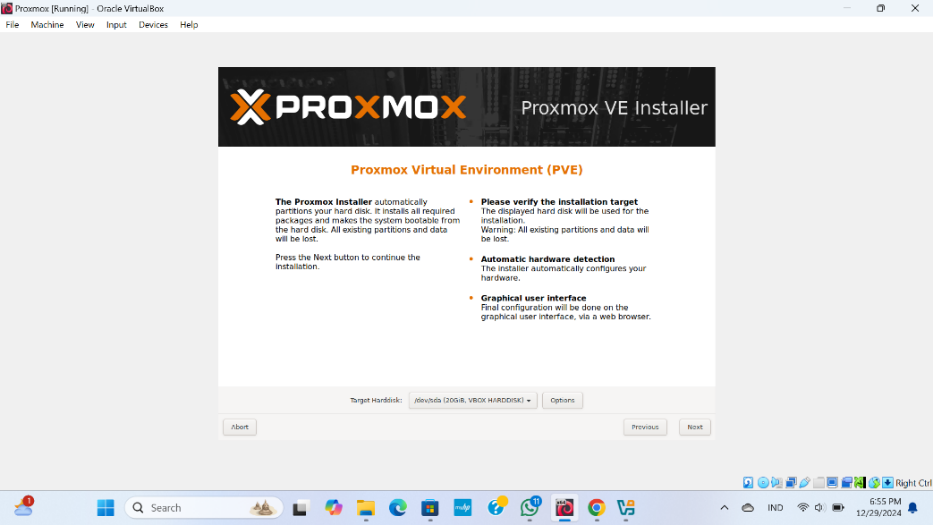 Proxmox [Running] - Oracle VirtualBox
File Machine View Input Devices Help
PROXMOX
Proxmox VE Installer
Proxmox Virtual Environment (PVE)
The Proxmox Installer automatically
partitions your hard disk. It installs all required
packages and makes the system bootable from
the hard disk. All existing partitions and data
will be lost.
Press the Next button to continue the
installation.
Please verify the installation target
The displayed hard disk will be used for the
installation.
Warning: All existing partitions and data will
be lost.
Automatic hardware detection
The installer automatically configures your
hardware.
Graphical user interface
Final configuration will be done on the
graphical user interface, via a web browser.
Target Harddisk: /dev/sda (20GiB, VBOX HARDDISK) Options
Abort Previous Next
Right Ctrl
1
Search
11
IND
6:55 PM
12/29/2024